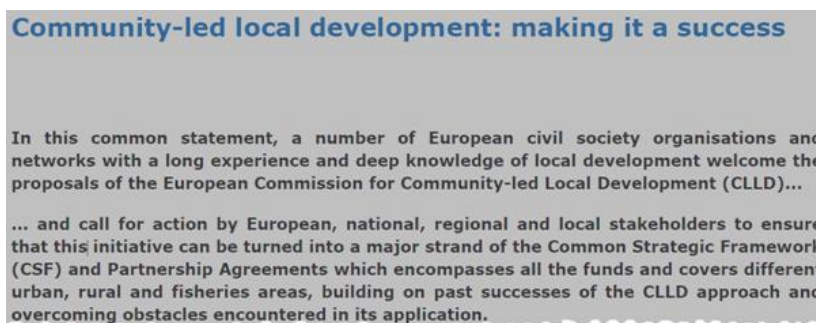 Community-led local development: making it a success
In this common statement, a number of European civil society organisations and
networks with a long experience and deep knowledge of local development welcome the
proposals of the European Commission for Community-led Local Development (CLLD)...
... and call for action by European, national, regional and local stakeholders to ensure
that this initiative can be turned into a major strand of the Common Strategic Framework
(CSF) and Partnership Agreements which encompasses all the funds and covers different
urban, rural and fisheries areas, building on past successes of the CLLD approach and
overcoming obstacles encountered in its application.